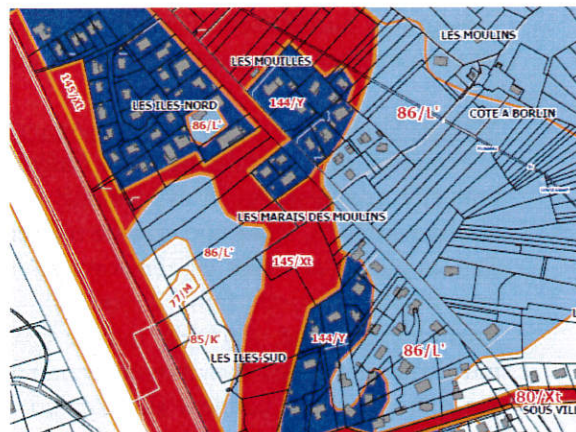 LES MOULINS
LES MOUILLES
145/Xt
LES ILES-NORD
144/Y
86/L'
86/L'
COTE A BORLIN
LES MARAIS DES MOULINS
86/L'
145/Xt
77/M
85/K
144/Y
86/L'
LES ILES-SUD
80/Xt
SOUS VILL